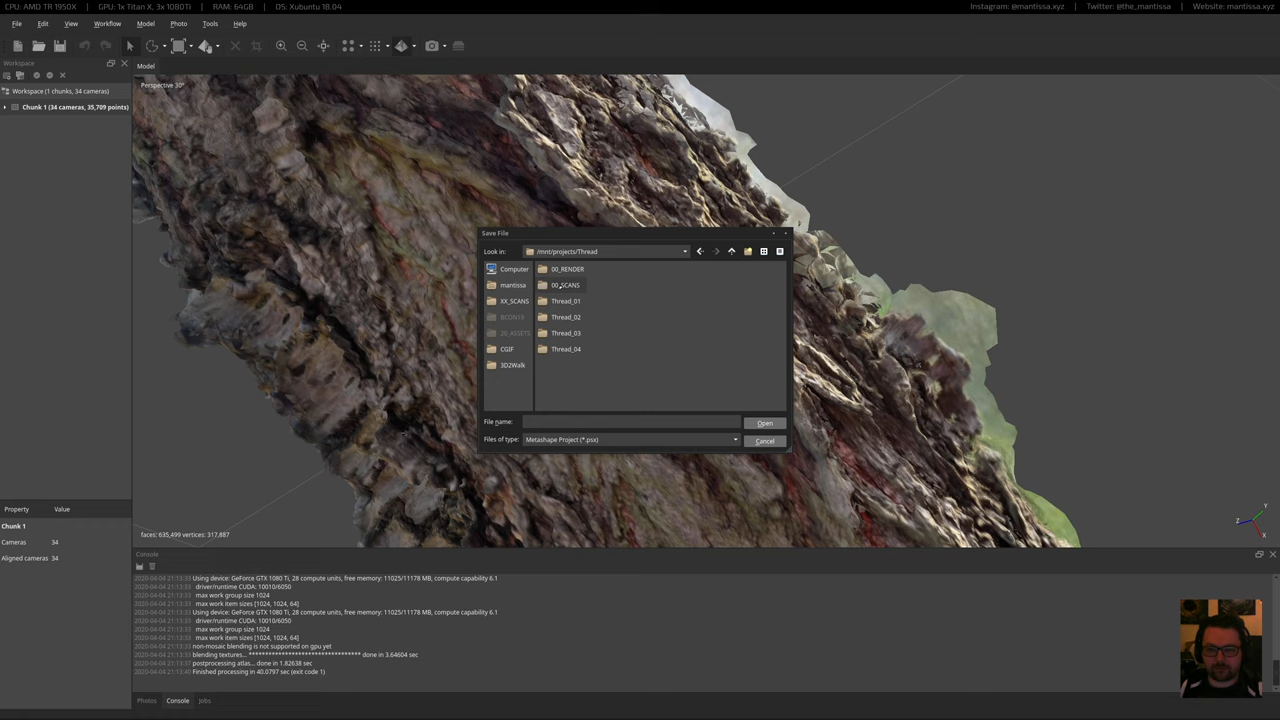 CPU: AMD TR 1950X | GPU: 1x Titan X, 3x 1080Ti | RAM: 64GB | OS: Xubuntu 18.04
Instagram: @mantissa.xyz | Twitter: @the_mantissa | Website: mantissa.xyz
File Edit View Workflow Model Photo Tools Help
Workspace
Model
Workspace (1 chunks, 34 cameras)
Chunk 1 (34 cameras, 35,709 points)
Perspective 30°
Save File
Look in: /mnt/projects/Thread
Computer
mantissa
XX_SCANS
BCON19
20_ASSETS
CGIF
3D2Walk
00_RENDER
00_SCANS
Thread_01
Thread_02
Thread_03
Thread_04
File name: Open
Files of type: Metashape Project (*.psx) Cancel
Property Value
Chunk 1
Cameras 34
Aligned cameras 34
faces: 635,499 vertices: 317,887
Y
Z
X
Console
2020-04-04 21:13:33 Using device: GeForce GTX 1080 Ti, 28 compute units, free memory: 11025/11178 MB, compute capability 6.1
2020-04-04 21:13:33 driver/runtime CUDA: 10010/6050
2020-04-04 21:13:33 max work group size 1024
2020-04-04 21:13:33 max work item sizes [1024, 1024, 64]
2020-04-04 21:13:33 Using device: GeForce GTX 1080 Ti, 28 compute units, free memory: 11025/11178 MB, compute capability 6.1
2020-04-04 21:13:33 driver/runtime CUDA: 10010/6050
2020-04-04 21:13:33 max work group size 1024
2020-04-04 21:13:33 max work item sizes [1024, 1024, 64]
2020-04-04 21:13:33 non-mosaic blending is not supported on gpu yet
2020-04-04 21:13:37 blending textures... ********************************** done in 3.64604 sec
2020-04-04 21:13:37 postprocessing atlas... done in 1.82638 sec
2020-04-04 21:13:40 Finished processing in 40.0797 sec (exit code 1)
Photos Console Jobs